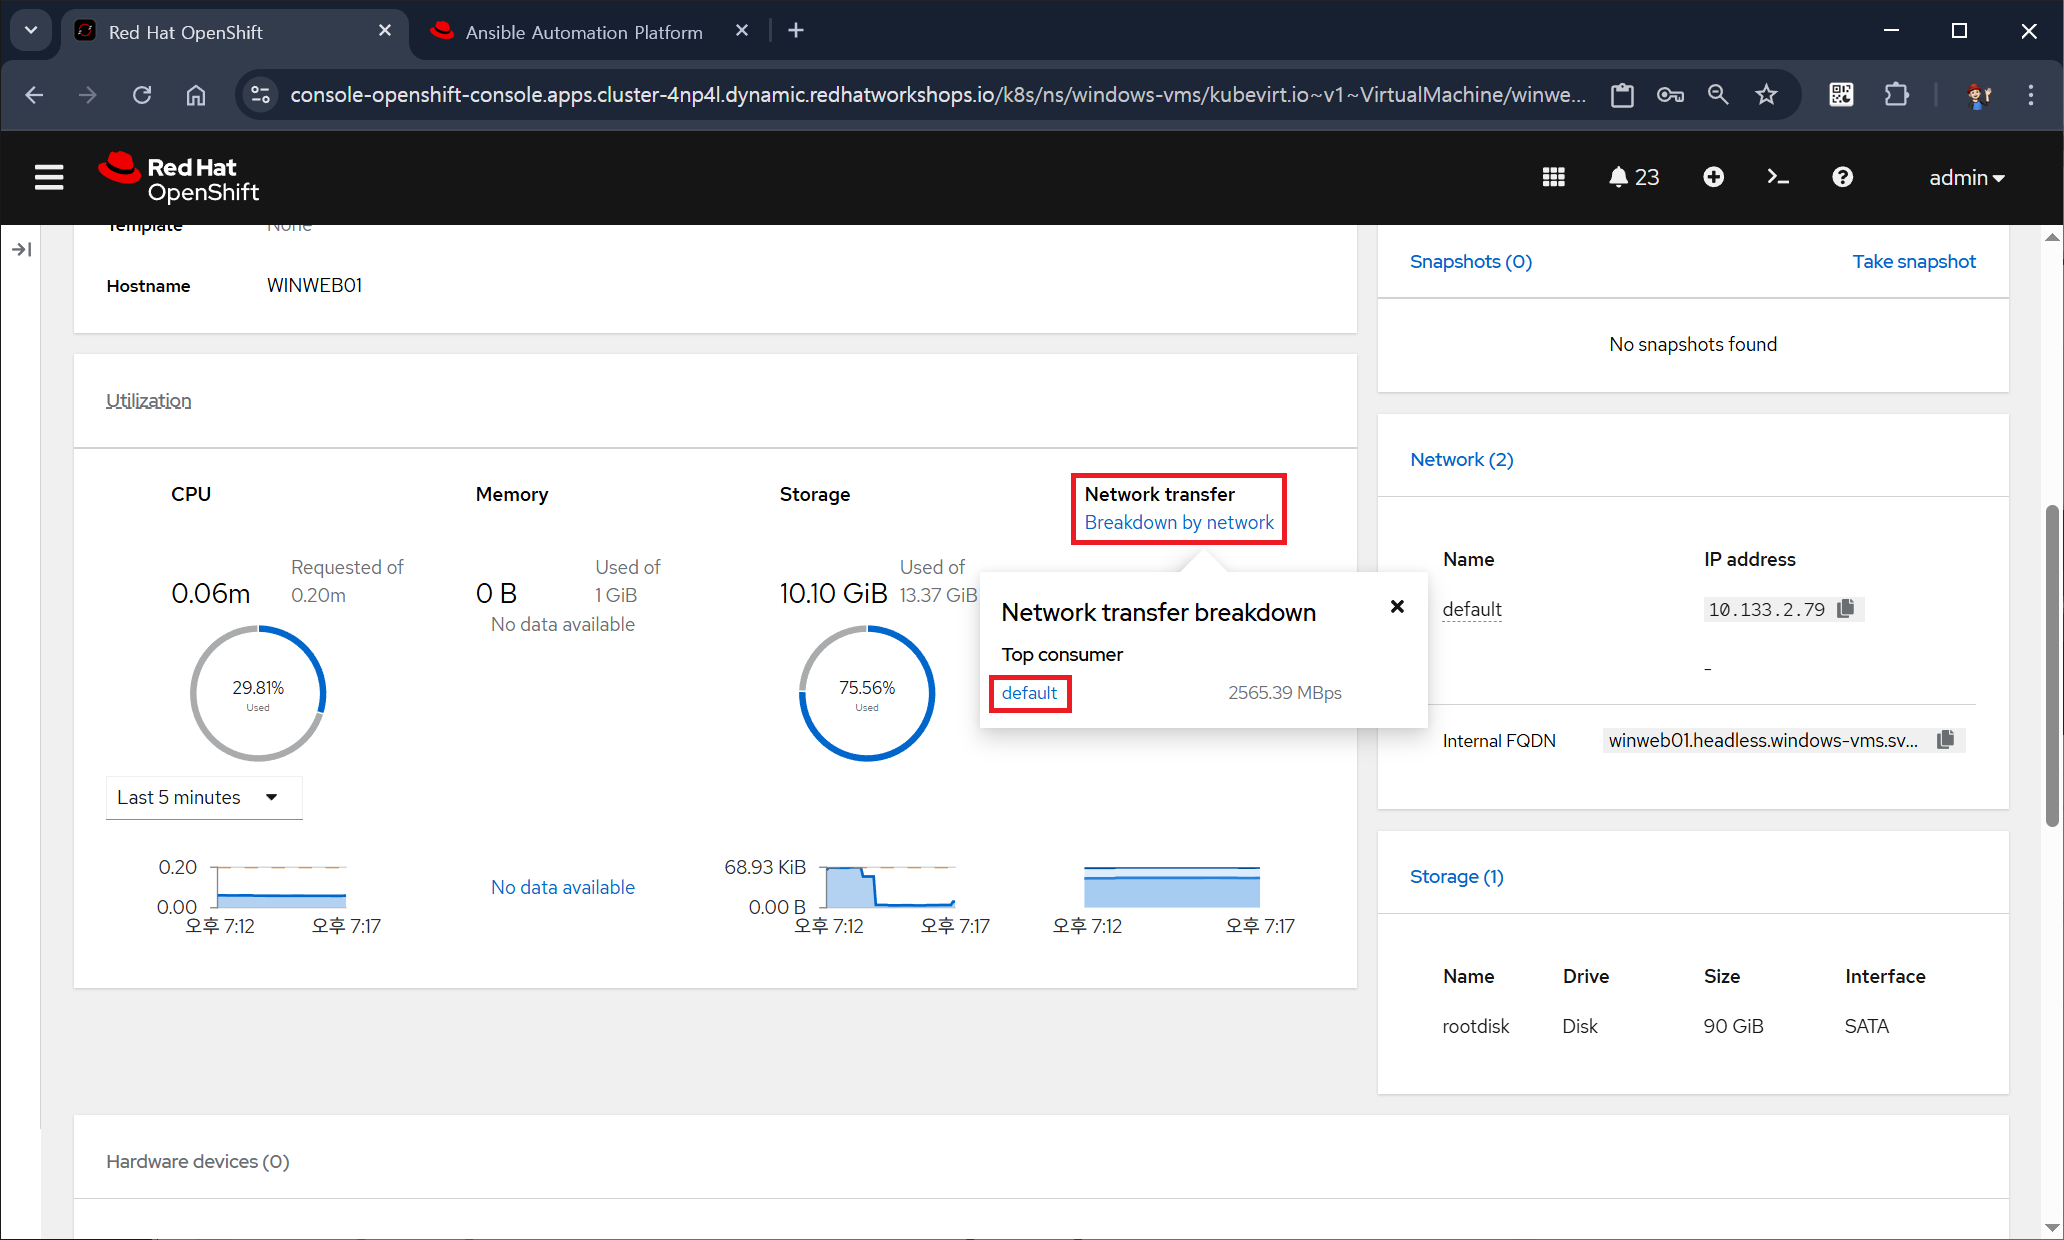 Red Hat OpenShift
Ansible Automation Platform
console-openshift-console.apps.cluster-4np4l.dynamic.redhatworkshops.io/k8s/ns/windows-vms/kubevirt.io~v1~VirtualMachine/winwe...
Red Hat
OpenShift
23
admin
Template
None
Hostname
WINWEB01
Utilization
CPU
0.06m
Requested of
0.20m
29.81%
Used
Memory
0 B
Used of
1 GiB
No data available
Storage
10.10 GiB
Used of
13.37 GiB
75.56%
Used
Network transfer
Breakdown by network
Network transfer breakdown
Top consumer
default
2565.39 MBps
Last 5 minutes
0.20
0.00
오후 7:12
오후 7:17
No data available
68.93 KiB
0.00 B
오후 7:12
오후 7:17
오후 7:12
오후 7:17
Snapshots (0)
Take snapshot
No snapshots found
Network (2)
Name
IP address
default
10.133.2.79
-
Internal FQDN
winweb01.headless.windows-vms.sv...
Storage (1)
Name
Drive
Size
Interface
rootdisk
Disk
90 GiB
SATA
Hardware devices (0)